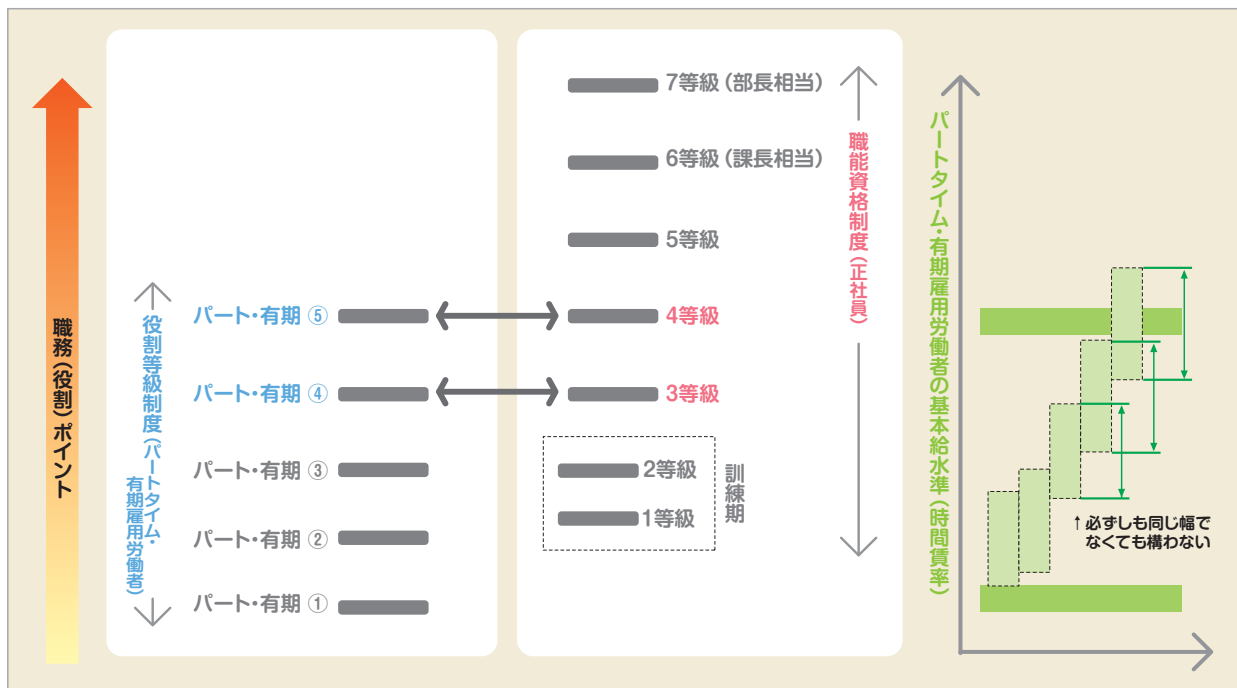 職務(役割)ポイント
役割等級制度(パートタイム・
有期雇用労働者)
パート・有期 ⑤
パート・有期 ④
パート・有期 ③
パート・有期 ②
パート・有期 ①
7等級(部長相当)
6等級(課長相当)
5等級
4等級
3等級
2等級
1等級
訓練期
職能資格制度(正社員)
パートタイム・有期雇用労働者の基本給水準(時間賃率)
↑必ずしも同じ幅で
なくても構わない